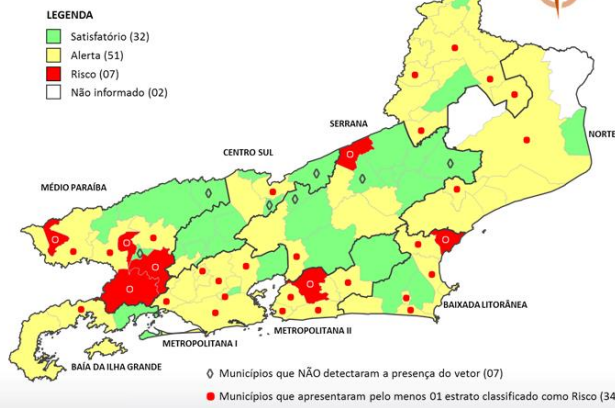 LEGENDA
Satisfatório (32)
Alerta (51)
Risco (07)
Não informado (02)
SERRANA
NORTE
CENTRO SUL
MÉDIO PARAÍBA
BAIXADA LITORÂNEA
METROPOLITANA II
METROPOLITANA I
BAÍA DA ILHA GRANDE
Municípios que NÃO detectaram a presença do vetor (07)
Municípios que apresentaram pelo menos 01 estrato classificado como Risco (34